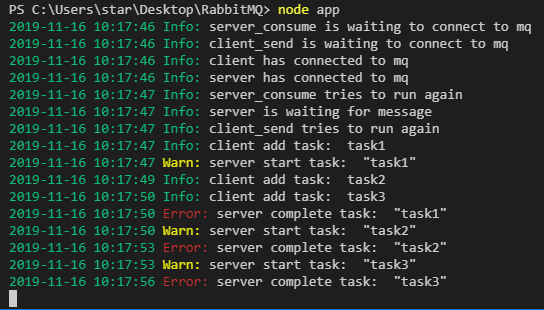 PS C:\Users\star\Desktop\RabbitMQ> node app
2019-11-16 10:17:46 Info: server_consume is waiting to connect to mq
2019-11-16 10:17:46 Info: client_send is waiting to connect to mq
2019-11-16 10:17:47 Info: client has connected to mq
2019-11-16 10:17:47 Info: server has connected to mq
2019-11-16 10:17:47 Info: server_consume tries to run again
2019-11-16 10:17:47 Info: server is waiting for message
2019-11-16 10:17:47 Info: client_send tries to run again
2019-11-16 10:17:47 Info: client add task:  task1
2019-11-16 10:17:47 Warn: server start task:  "task1"
2019-11-16 10:17:49 Info: client add task:  task2
2019-11-16 10:17:50 Info: client add task:  task3
2019-11-16 10:17:50 Error: server complete task:  "task1"
2019-11-16 10:17:50 Warn: server start task:  "task2"
2019-11-16 10:17:53 Error: server complete task:  "task2"
2019-11-16 10:17:53 Warn: server start task:  "task3"
2019-11-16 10:17:56 Error: server complete task:  "task3"